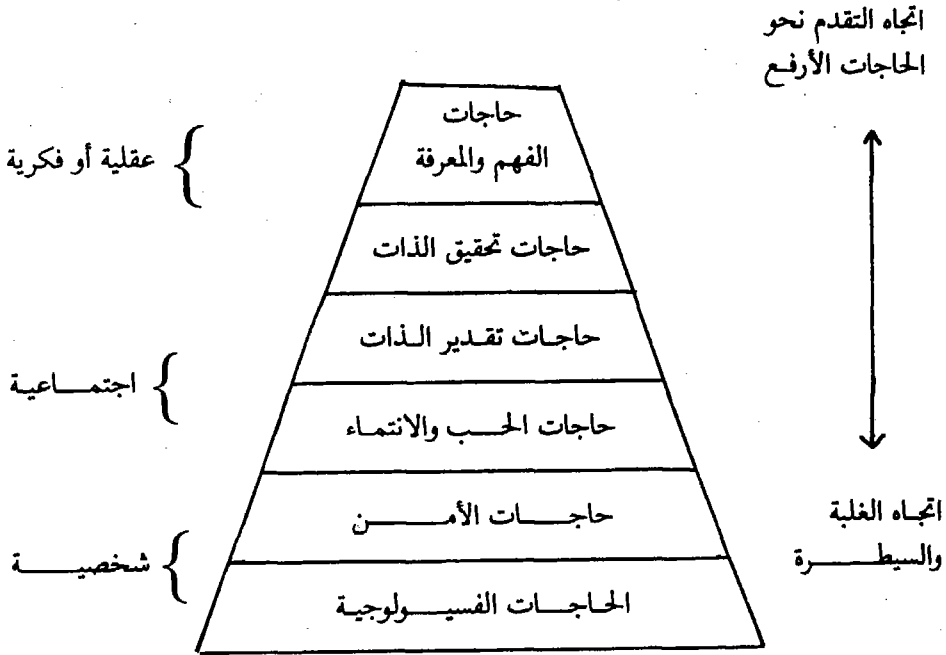 اتجاه التقدم نحو
الحاجات الأرفع
حاجات
الفهم والمعرفة
عقلية أو فكرية
حاجات تحقيق الذات
حاجات تقدير الذات
اجتماعية
حاجات الحب والانتماء
حاجات الأمن
اتجاه الغلبة
والسيطرة
شخصية
الحاجات الفسيولوجية